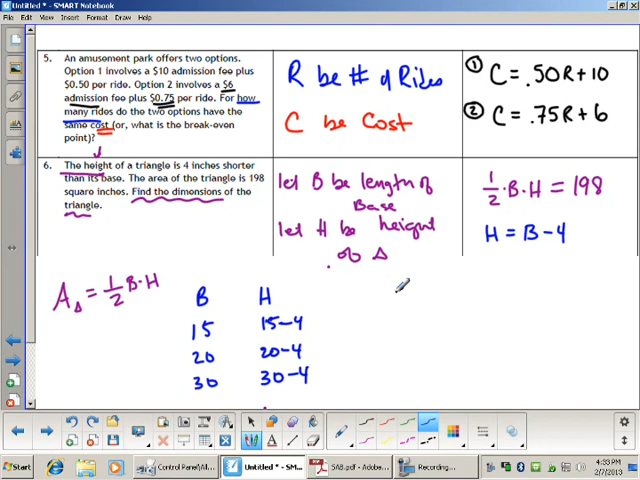 Untitled * - SMART Notebook
File Edit View Insert Format Tools Draw Help
5. An amusement park offers two options.
Option 1 involves a $10 admission fee plus
$0.50 per ride. Option 2 involves a $6
admission fee plus $0.75 per ride. For how
many rides do the two options have the
same cost (or, what is the break-even
point)?
R be # of Rides
C be Cost
① C = .50R + 10
② C = .75R + 6
6. The height of a triangle is 4 inches shorter
than its base. The area of the triangle is 198
square inches. Find the dimensions of the
triangle.
let B be length of
Base
let H be height
of Δ
1/2 · B · H = 198
H = B - 4
A Δ = 1/2 B · H
B H
15 15-4
20 20-4
30 30-4
Start
Control Panel\All...
Untitled * - SM...
SAB.pdf - Adobe...
Recording...
4:33 PM
2/7/2013